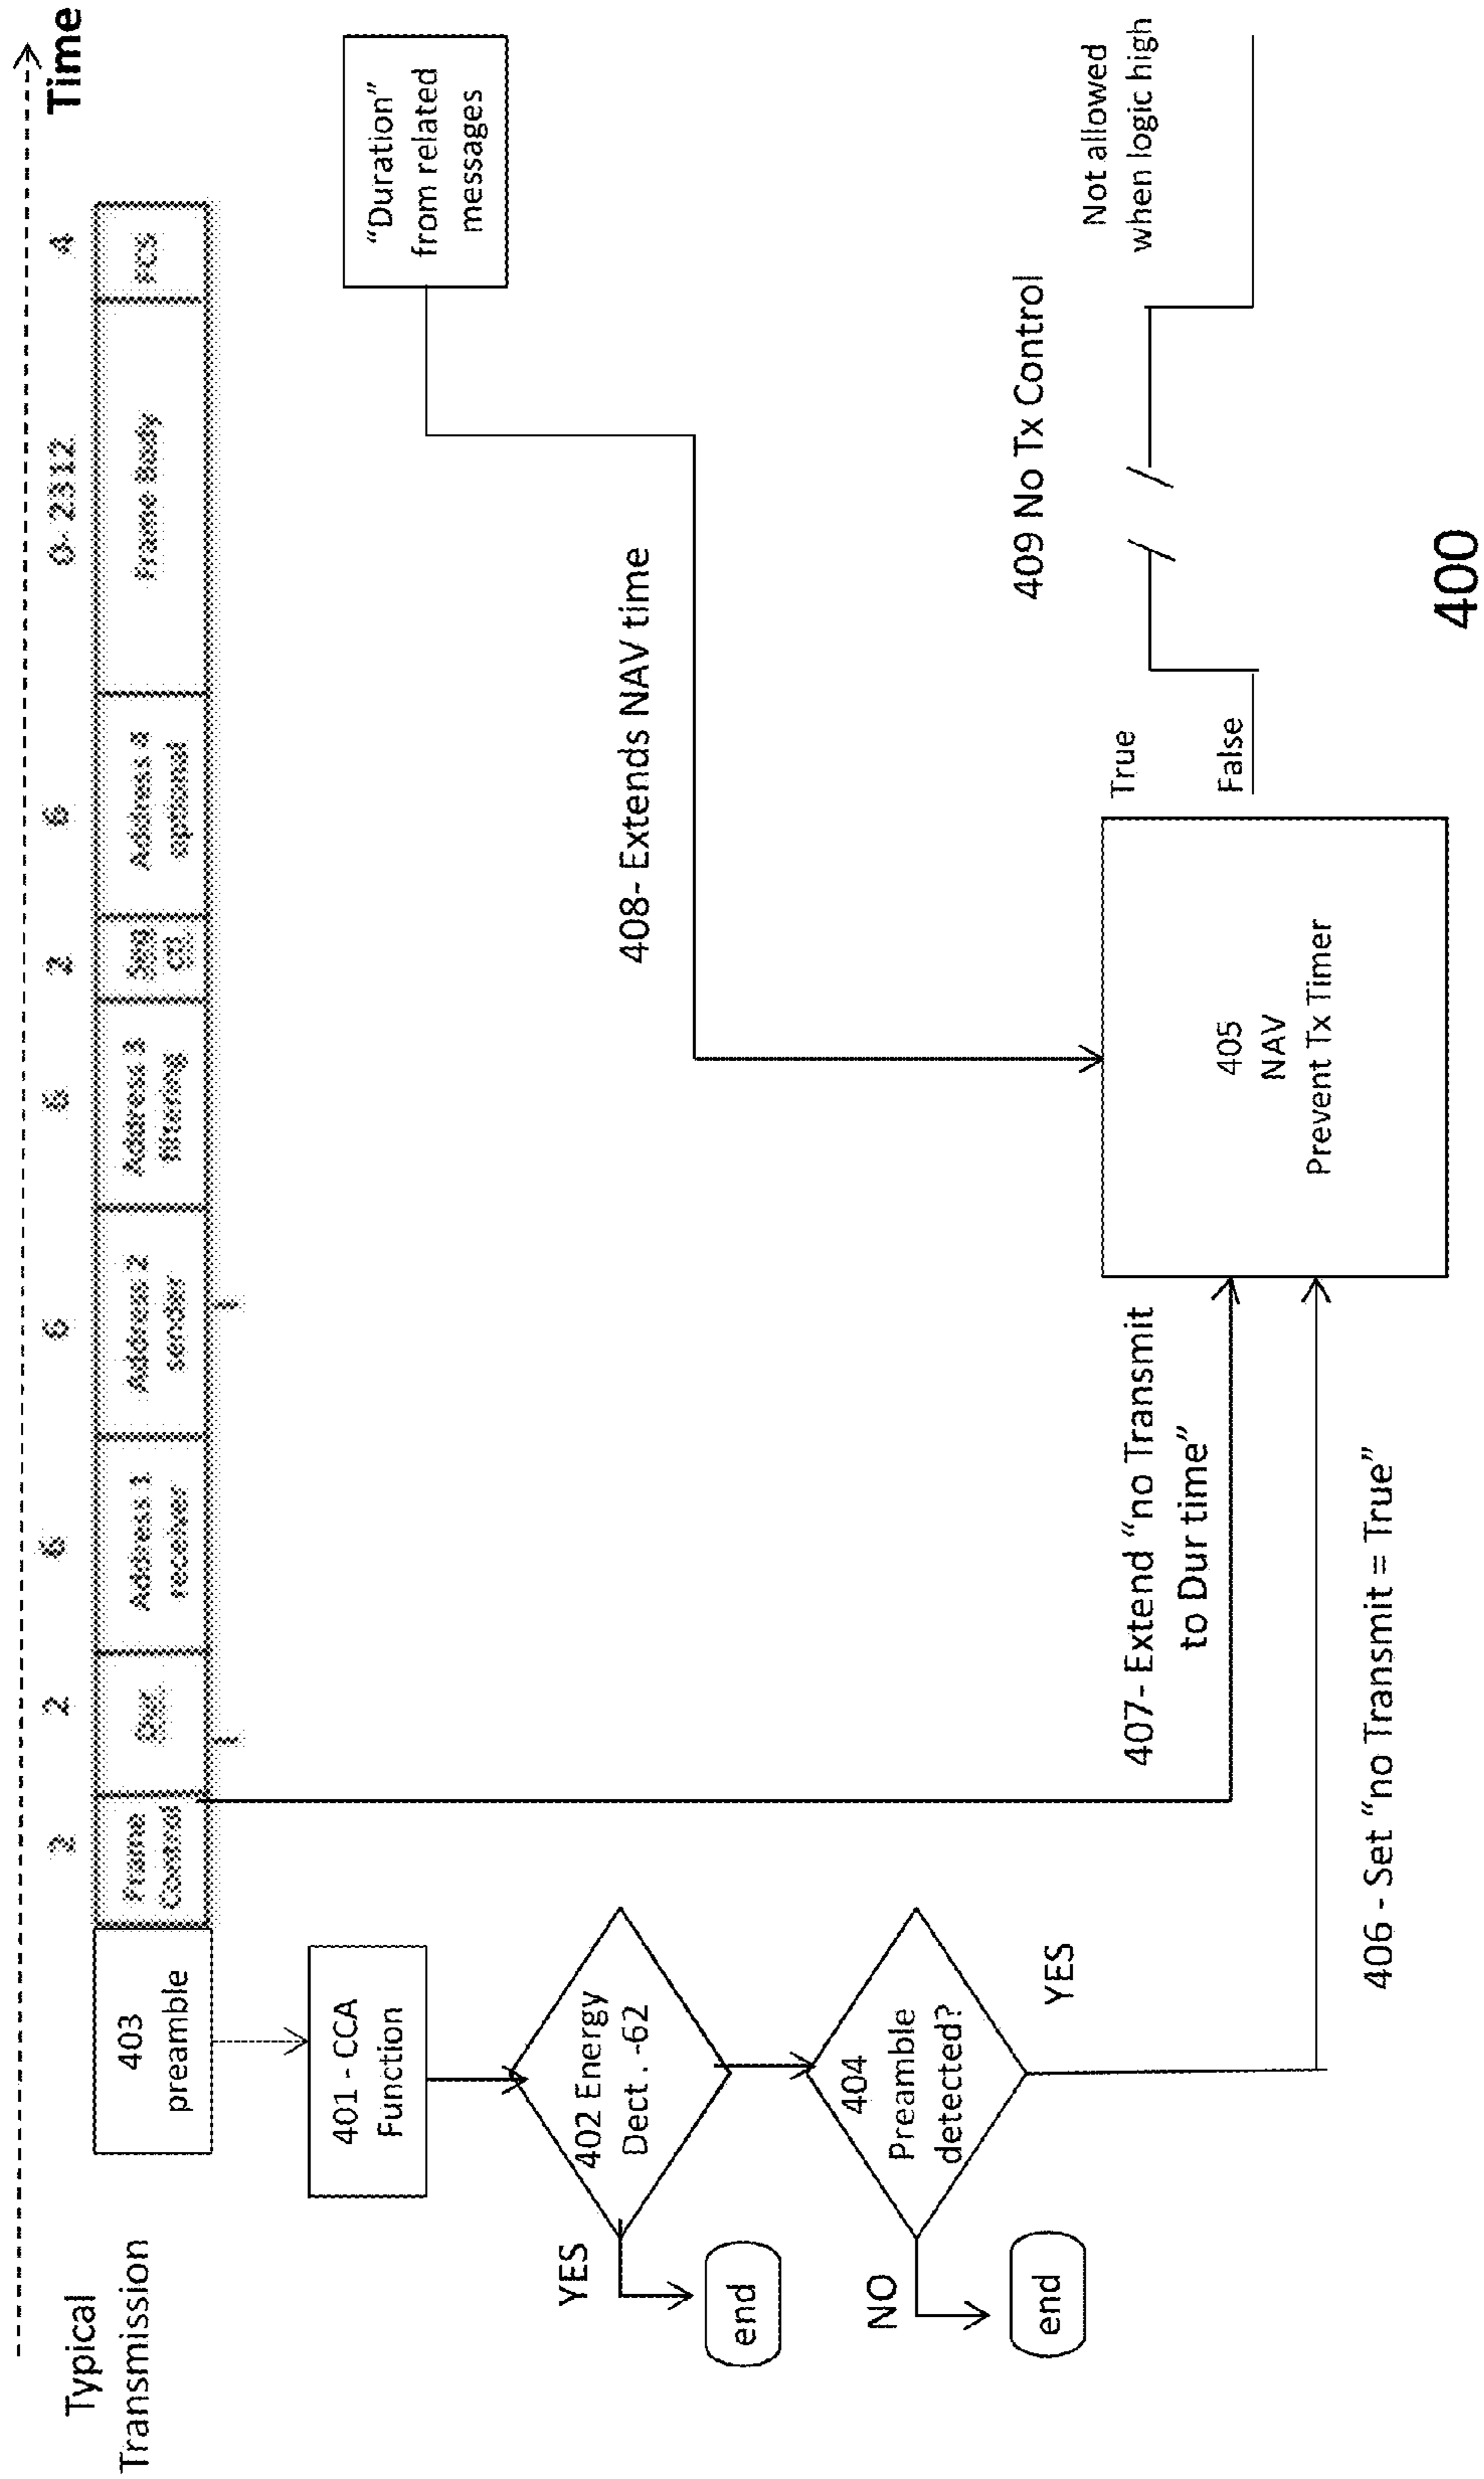 Time
Typical
Transmission
2
2
6
6
6
2
6
0- 2312
4
403
preamble
Frame
Control
Dur.
Address 1
receiver
Address 2
sender
Address 3
filtering
Seq
ctl.
Address 4
optional
Frame Body
FCS
401 - CCA
Function
402 Energy
Dect . -62
YES
end
404
Preamble
detected?
NO
end
YES
"Duration"
from related
messages
408- Extends NAV time
407- Extend "no Transmit
to Dur time"
406 - Set "no Transmit = True"
405
NAV
Prevent Tx Timer
409 No Tx Control
True
False
Not allowed
when logic high
400